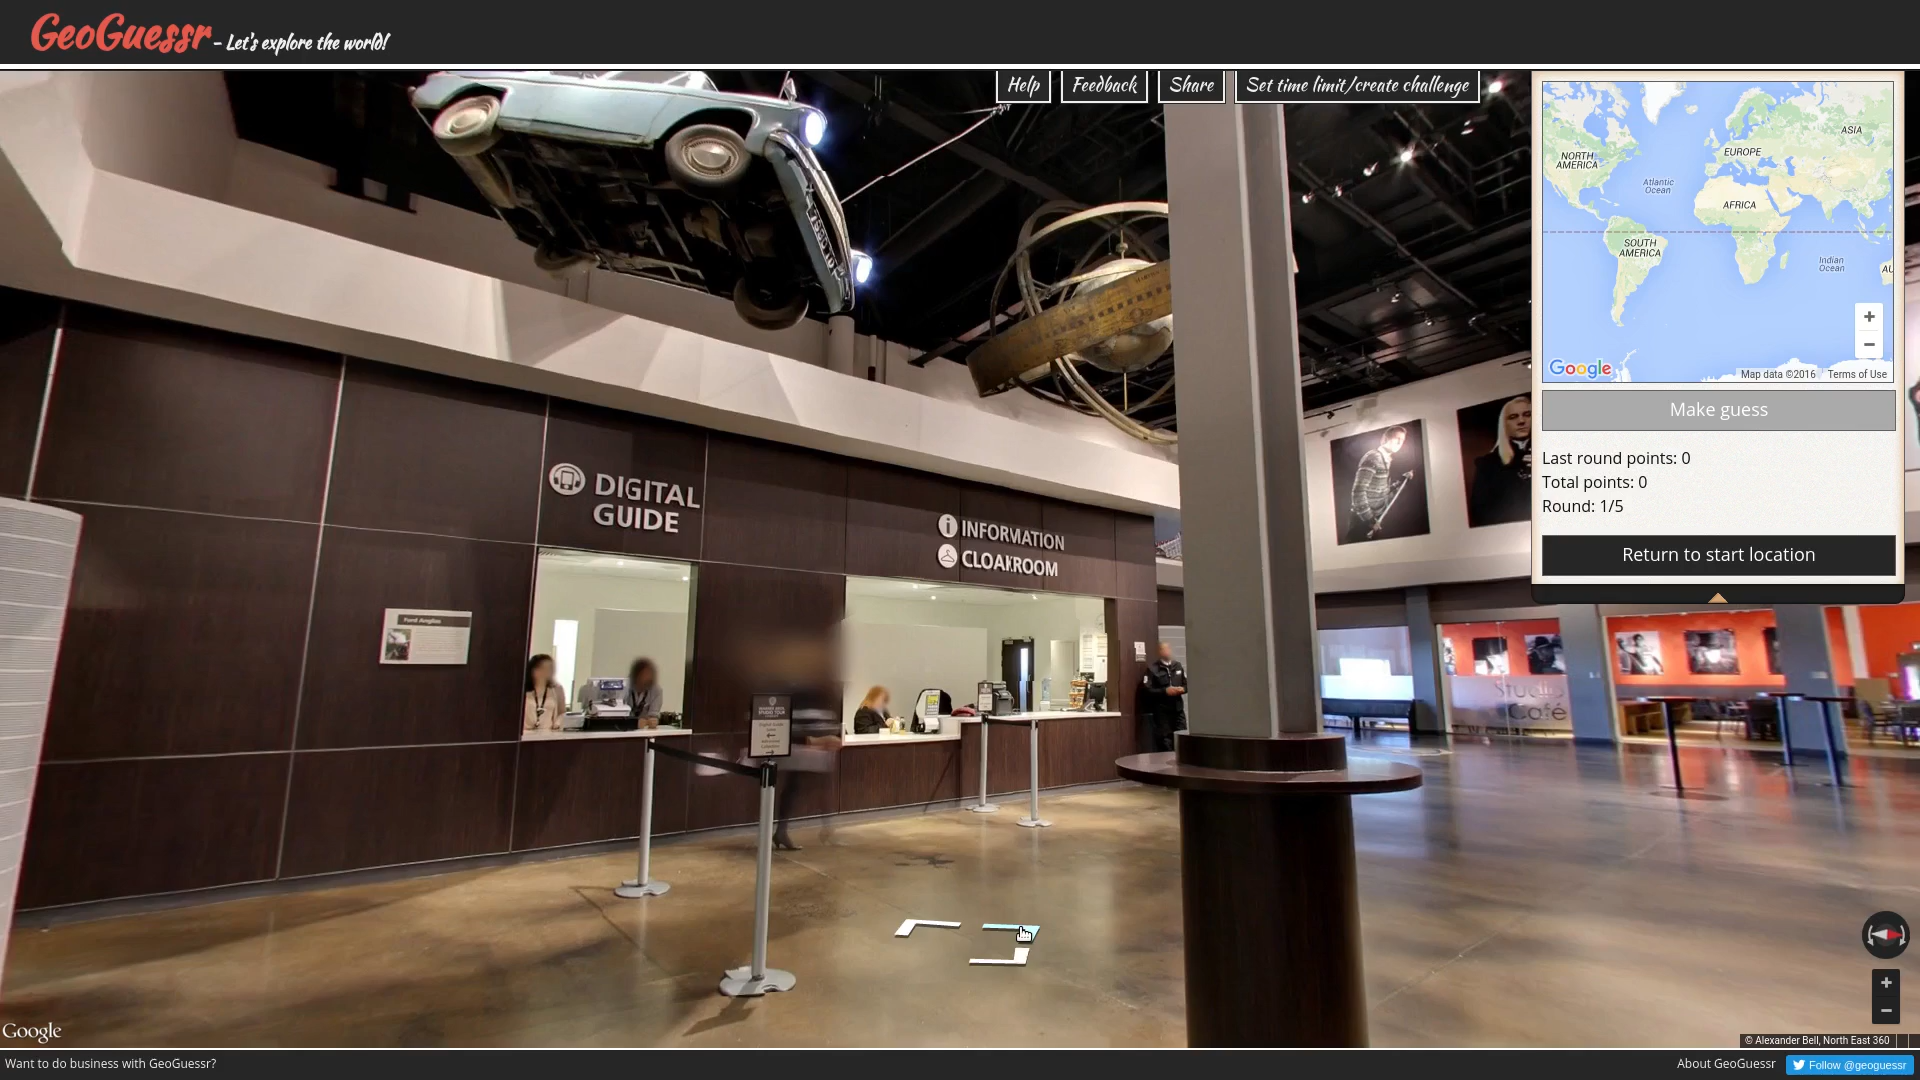 GeoGuessr - Let's explore the world!
Help
Feedback
Share
Set time limit/create challenge
NORTH
AMERICA
Atlantic
Ocean
EUROPE
ASIA
AFRICA
SOUTH
AMERICA
Indian
Ocean
AU
+
−
Google
Map data ©2016
Terms of Use
Make guess
Last round points: 0
Total points: 0
Round: 1/5
Return to start location
DIGITAL
GUIDE
INFORMATION
CLOAKROOM
Ford Anglia
Studio
Café
+
−
Google
© Alexander Bell, North East 360
Want to do business with GeoGuessr?
About GeoGuessr
Follow @geoguessr